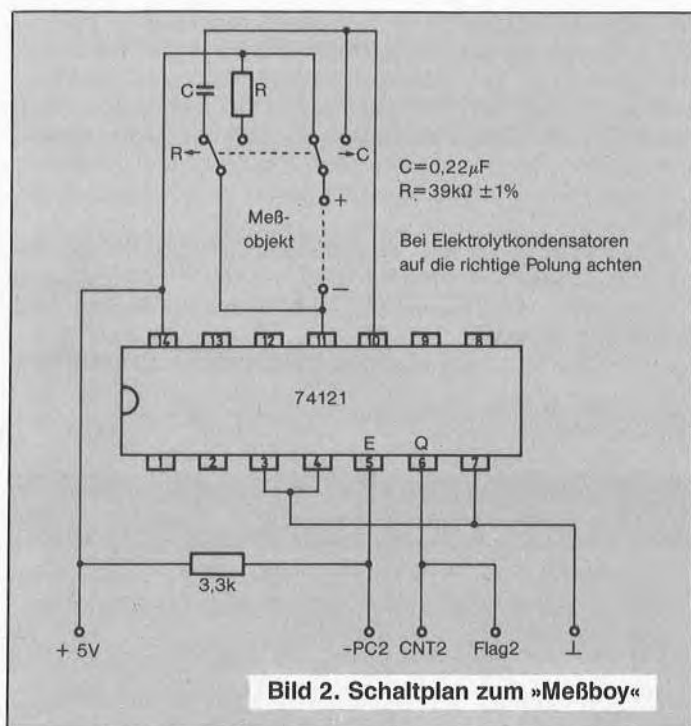 C
R
R
C
C=0,22µF
R=39kΩ ±1%
+
Meß-
objekt
Bei Elektrolytkondensatoren
auf die richtige Polung achten
−
14 13 12 11 10 9 8
74121
E Q
1 2 3 4 5 6 7
3,3k
+ 5V −PC2 CNT2 Flag2 ⊥
Bild 2. Schaltplan zum »Meßboy«